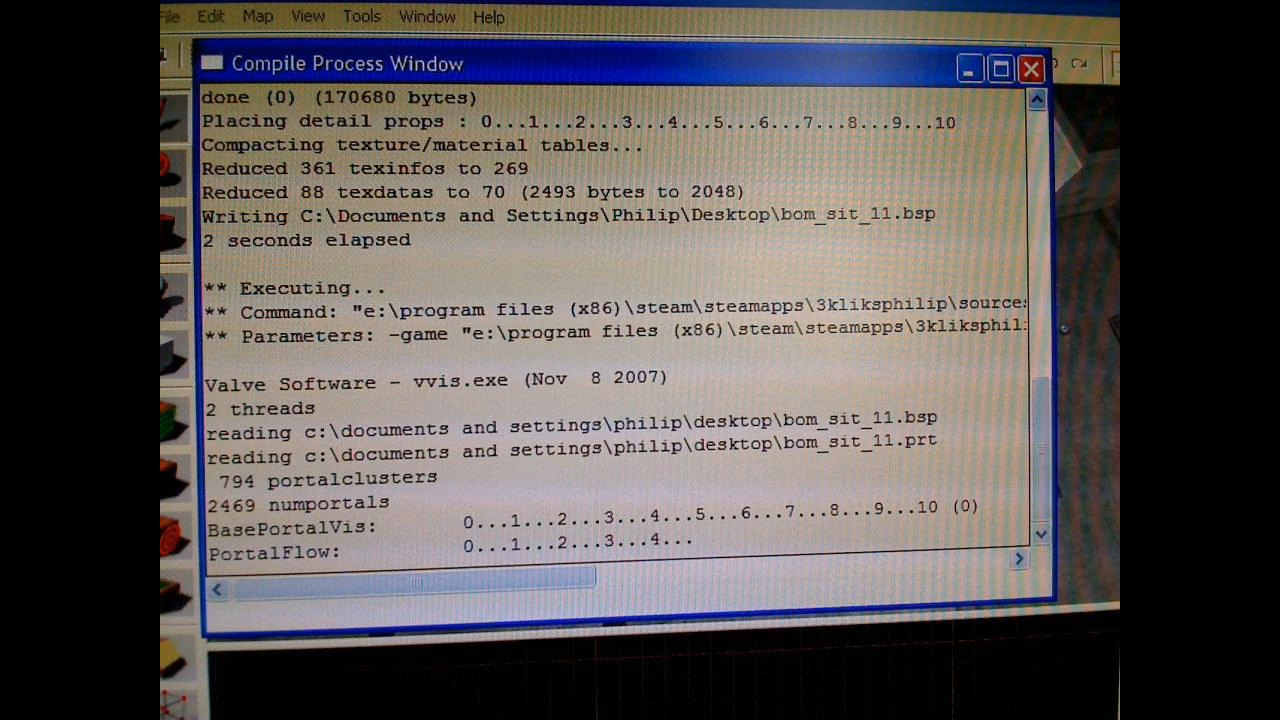 File Edit Map View Tools Window Help
Compile Process Window
done (0) (170680 bytes)
Placing detail props : 0...1...2...3...4...5...6...7...8...9...10
Compacting texture/material tables...
Reduced 361 texinfos to 269
Reduced 88 texdatas to 70 (2493 bytes to 2048)
Writing C:\Documents and Settings\Philip\Desktop\bom_sit_11.bsp
2 seconds elapsed
** Executing...
** Command: "e:\program files (x86)\steam\steamapps\3kliksphilip\source
** Parameters: -game "e:\program files (x86)\steam\steamapps\3kliksphil
Valve Software - vvis.exe (Nov 8 2007)
2 threads
reading c:\documents and settings\philip\desktop\bom_sit_11.bsp
reading c:\documents and settings\philip\desktop\bom_sit_11.prt
794 portalclusters
2469 numportals
BasePortalVis: 0...1...2...3...4...5...6...7...8...9...10 (0)
PortalFlow: 0...1...2...3...4...